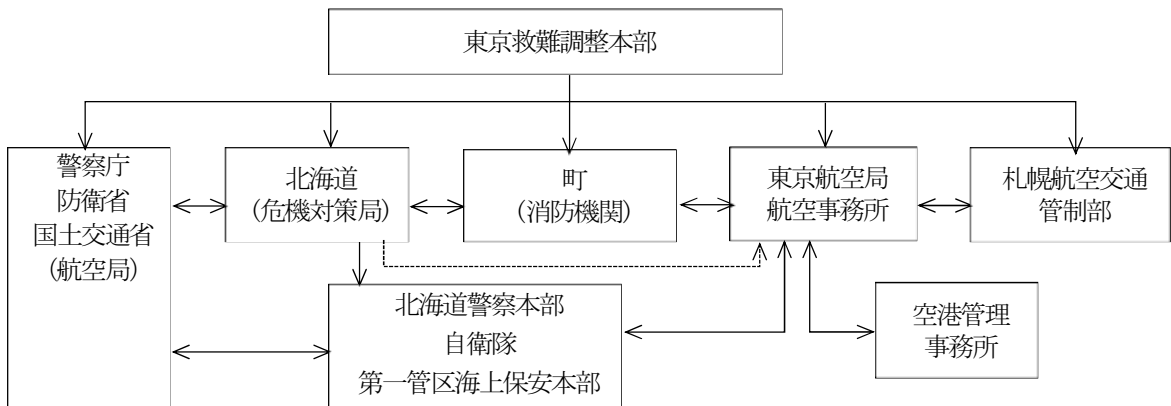 東京救難調整本部
警察庁
防衛省
国土交通省
(航空局)
北海道
(危機対策局)
町
(消防機関)
東京航空局
航空事務所
札幌航空交通
管制部
北海道警察本部
自衛隊
第一管区海上保安本部
空港管理
事務所